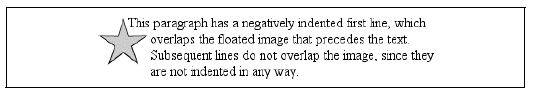 This paragraph has a negatively indented first line, which
overlaps the floated image that precedes the text.
Subsequent lines do not overlap the image, since they
are not indented in any way.